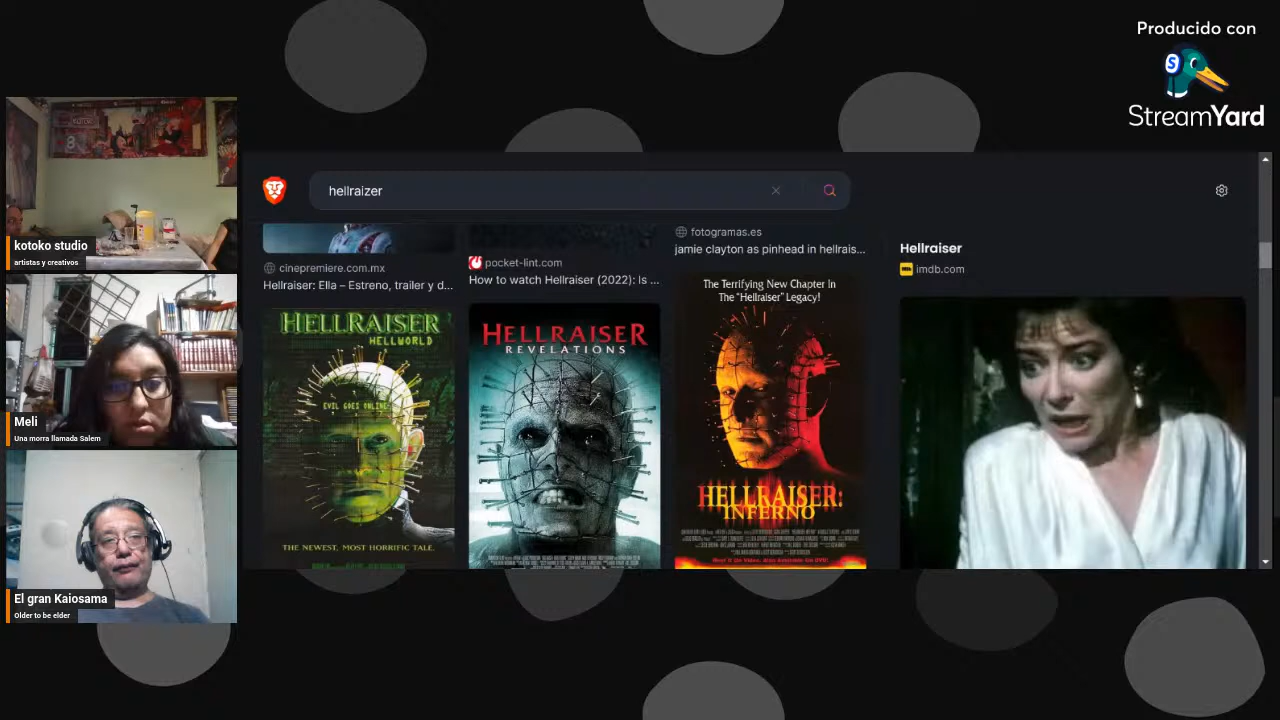 Producido con
StreamYard
kotoko studio
artistas y creativos
Meli
Una morra llamada Salem
El gran Kaiosama
Older to be elder
hellraizer
cinepremiere.com.mx
Hellraiser: Ella – Estreno, trailer y d...
pocket-lint.com
How to watch Hellraiser (2022): Is ...
fotogramas.es
jamie clayton as pinhead in hellrais...
Hellraiser
imdb.com
HELLRAISER
HELLWORLD
EVIL GOES ONLINE
THE NEWEST, MOST HORRIFIC TALE.
HELLRAISER
REVELATIONS
The Terrifying New Chapter In
The "Hellraiser" Legacy!
HELLRAISER:
INFERNO